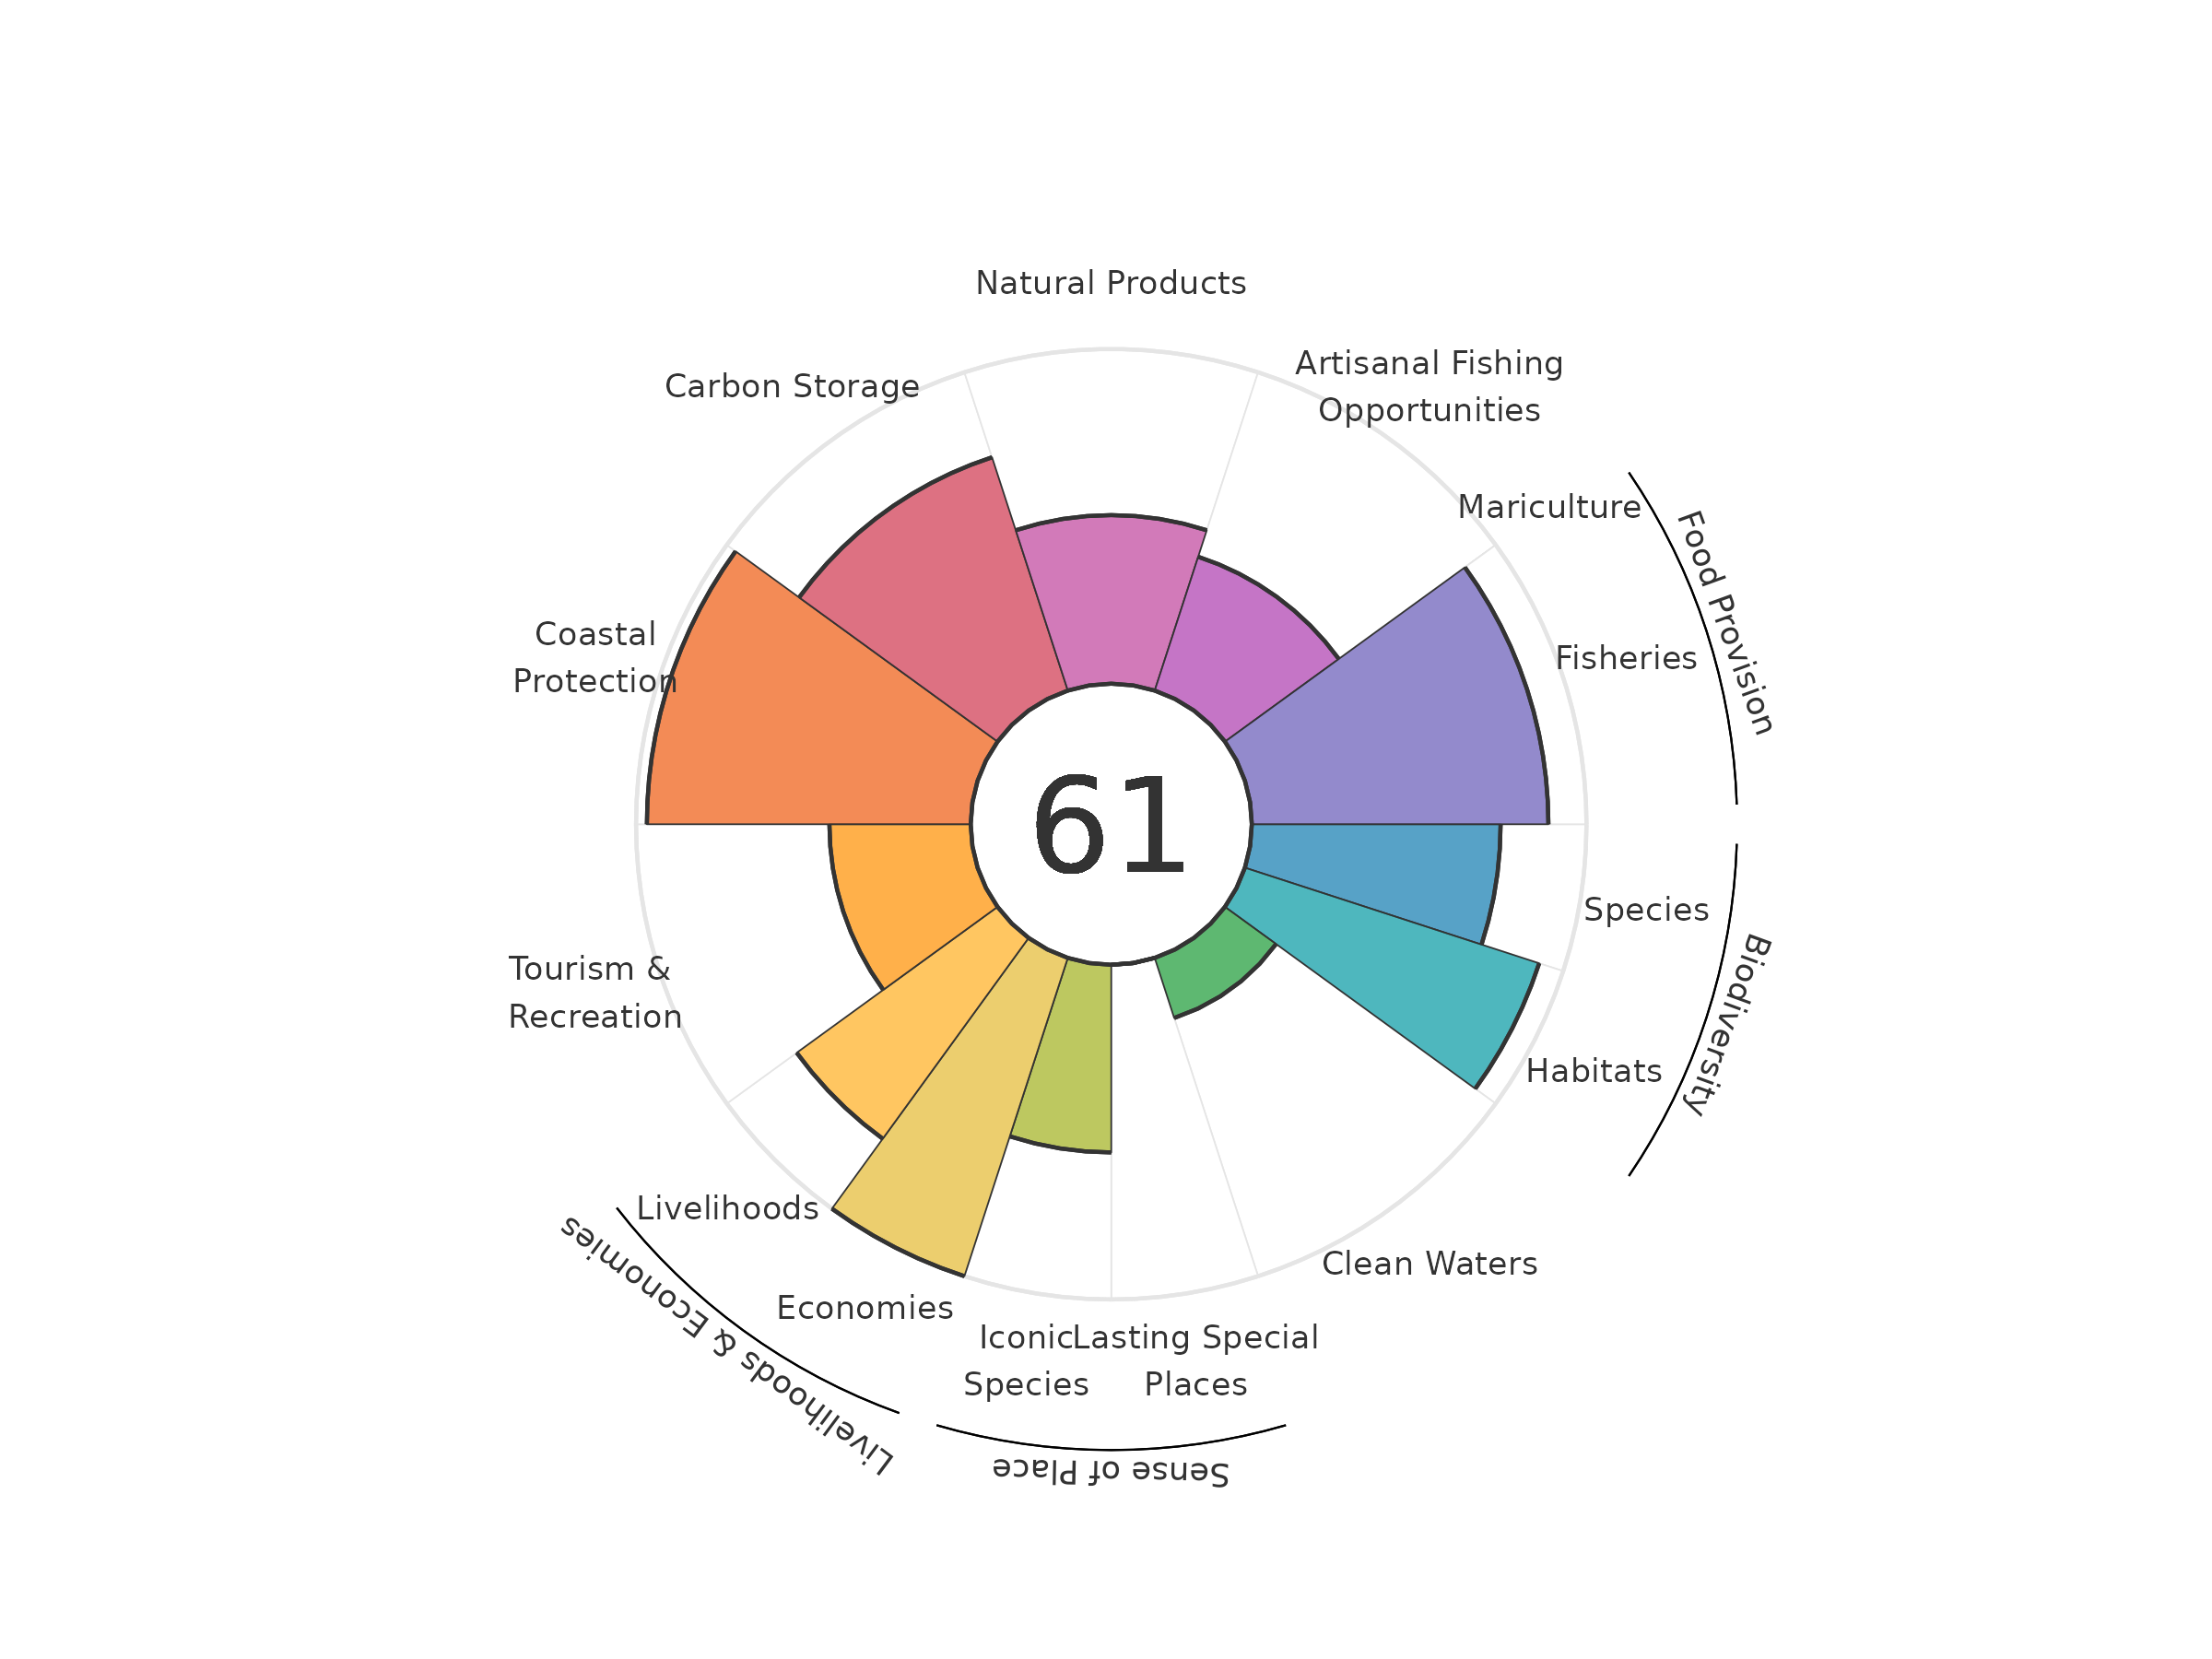 Natural Products
Artisanal Fishing
Opportunities
Carbon Storage
Mariculture
Food Provision
Fisheries
Coastal
Protection
61
Species
Biodiversity
Habitats
Tourism &
Recreation
Livelihoods
Livelihoods & Economies
Economies
Clean Waters
Iconic
Species
Lasting Special
Places
Sense of Place